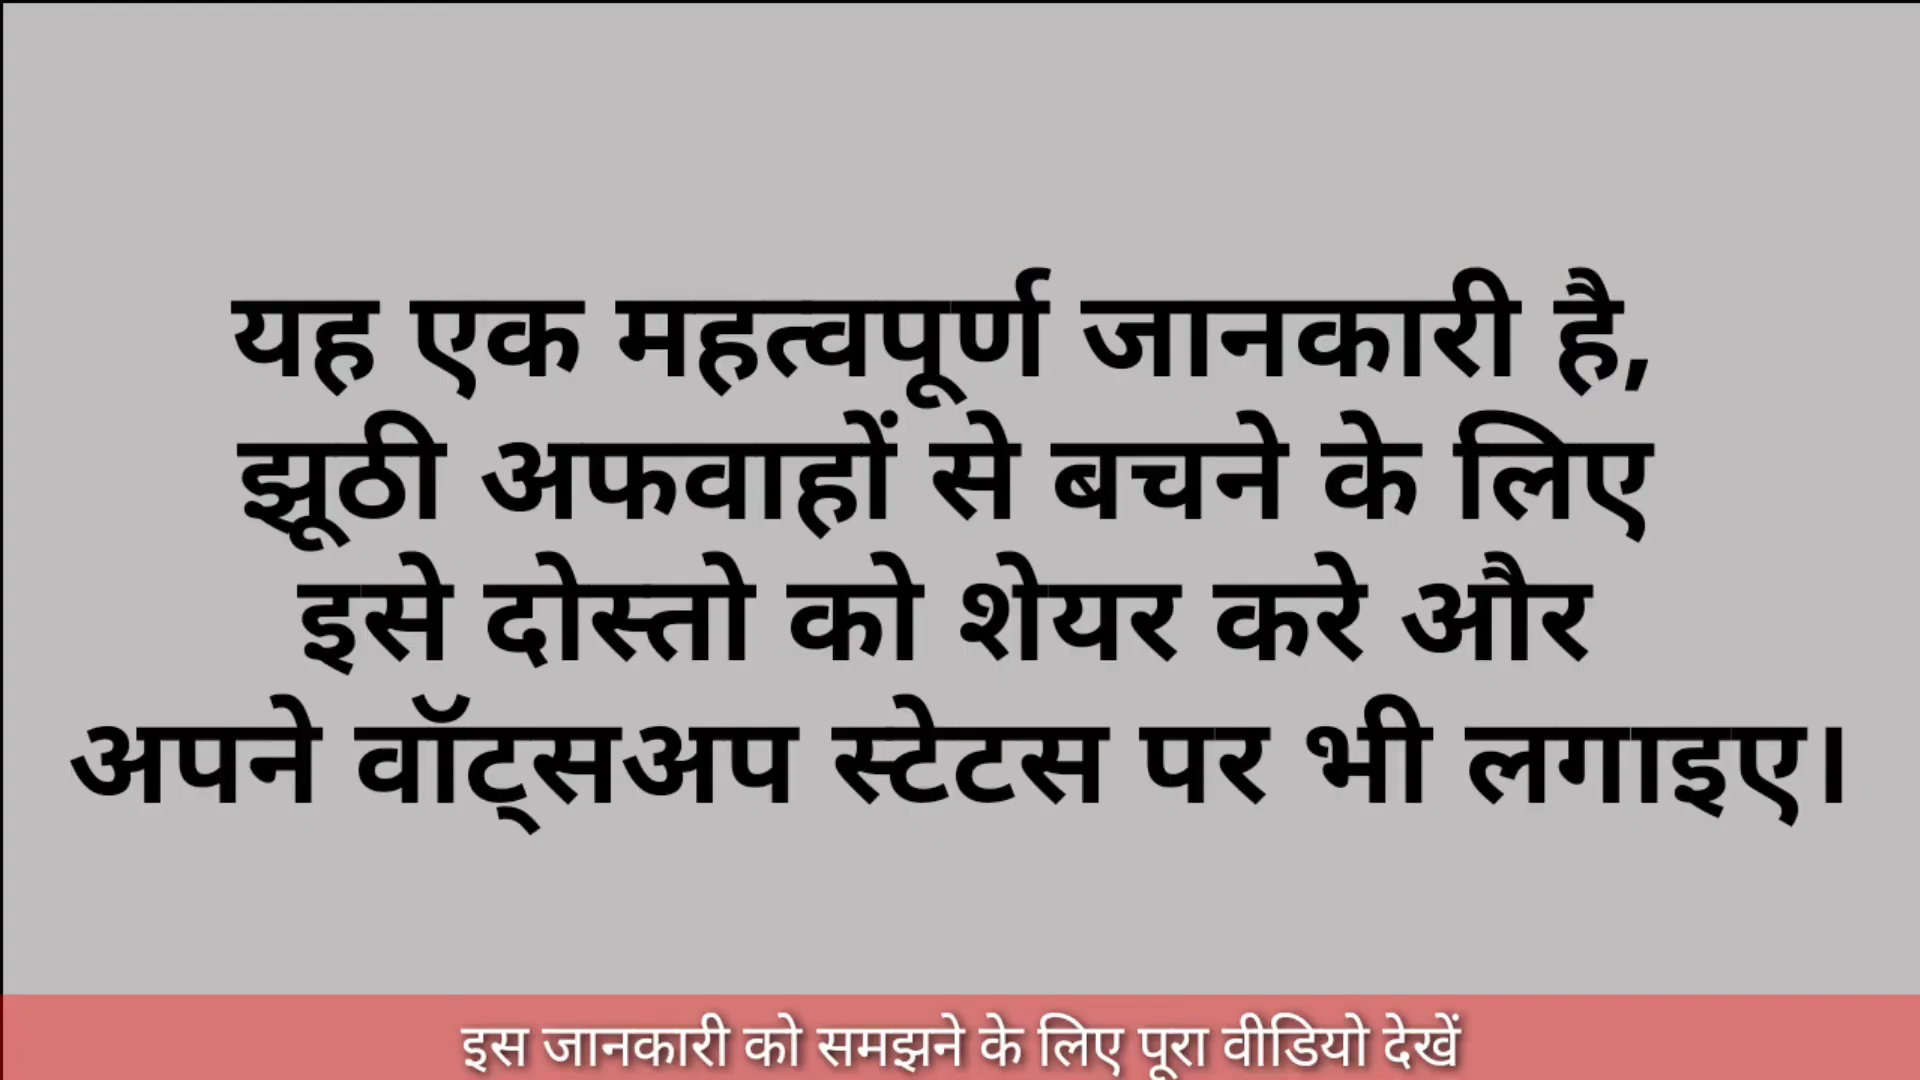 यह एक महत्वपूर्ण जानकारी है,
झूठी अफवाहों से बचने के लिए
इसे दोस्तो को शेयर करे और
अपने वॉट्सअप स्टेटस पर भी लगाइए।
इस जानकारी को समझने के लिए पूरा वीडियो देखें